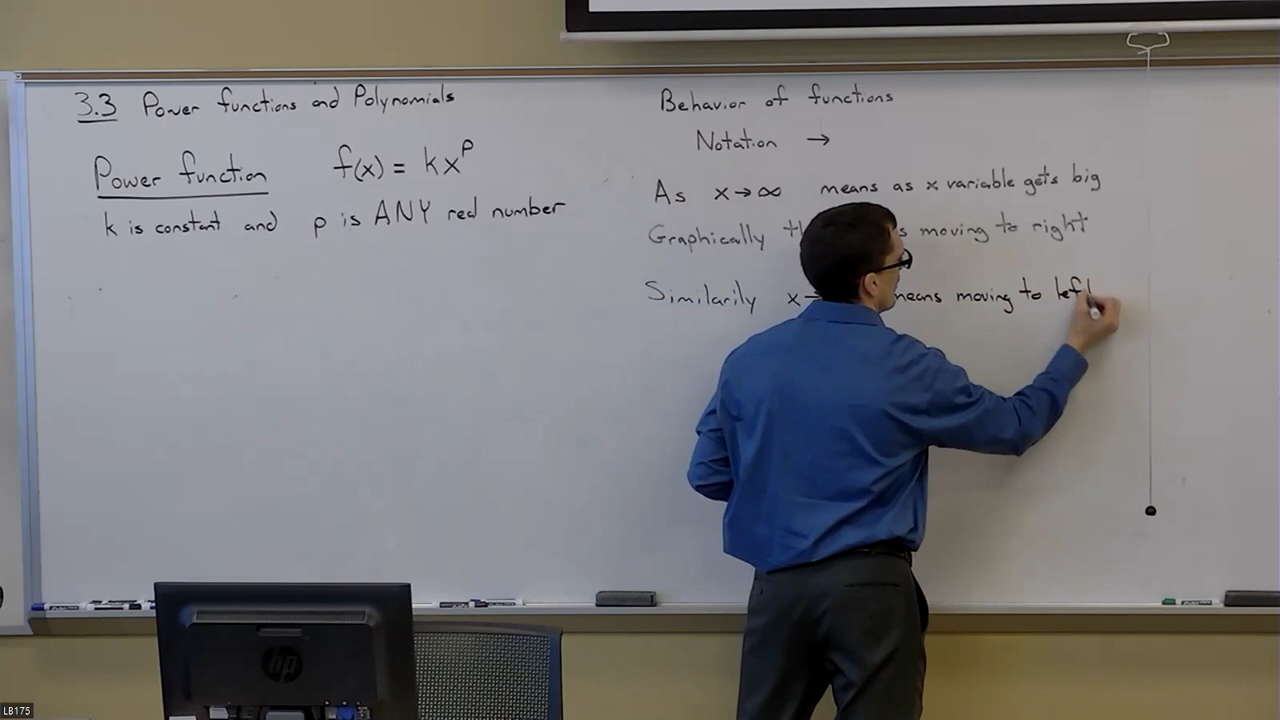 3.3 Power functions and Polynomials
Power function f(x) = kx^p
k is constant and p is ANY real number
Behavior of functions
Notation →
As x→∞ means as x variable gets big
Graphically moving to right
Similarily means moving to left
hp
LB175